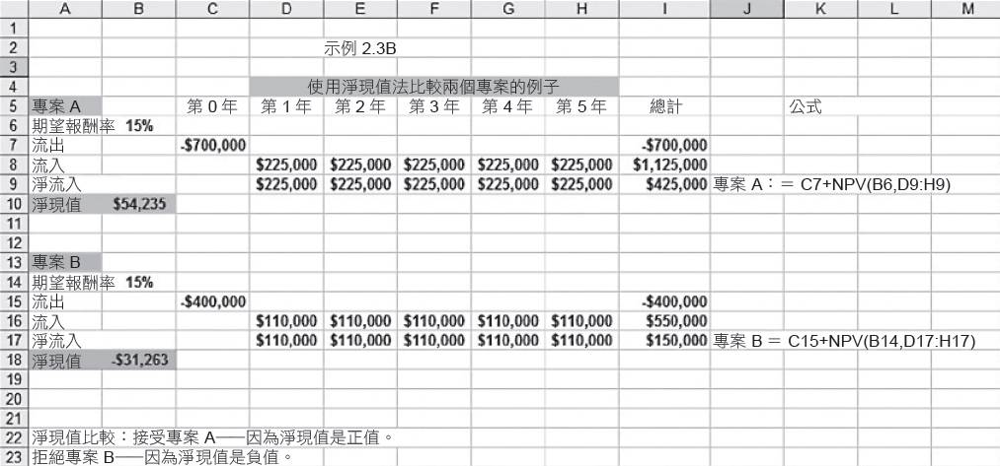 A B C D E F G H I J K L M
1
2 示例 2.3B
3
4 使用淨現值法比較兩個專案的例子
5 專案 A 第 0 年 第 1 年 第 2 年 第 3 年 第 4 年 第 5 年 總計 公式
6 期望報酬率 15%
7 流出 -$700,000 -$700,000
8 流入 $225,000 $225,000 $225,000 $225,000 $225,000 $1,125,000
9 淨流入 $225,000 $225,000 $225,000 $225,000 $225,000 $425,000 專案 A：＝ C7+NPV(B6,D9:H9)
10 淨現值 $54,235
11
12
13 專案 B
14 期望報酬率 15%
15 流出 -$400,000 -$400,000
16 流入 $110,000 $110,000 $110,000 $110,000 $110,000 $550,000
17 淨流入 $110,000 $110,000 $110,000 $110,000 $110,000 $150,000 專案 B ＝ C15+NPV(B14,D17:H17)
18 淨現值 -$31,263
19
20
21
22 淨現值比較：接受專案 A——因為淨現值是正值。
23 拒絕專案 B——因為淨現值是負值。